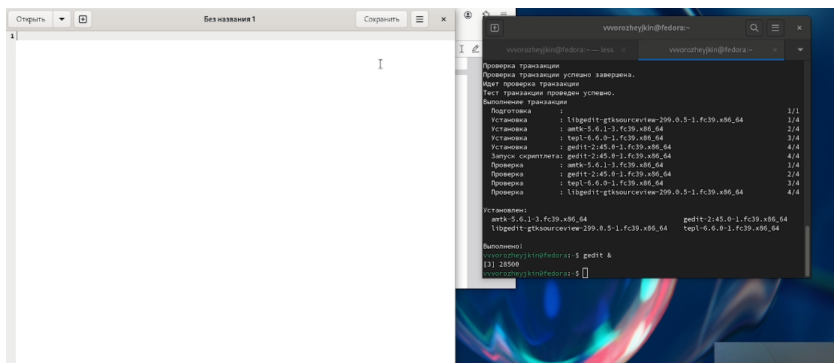 Открыть
Без названия 1
Сохранить
1
vvvorozheyjkin@fedora:~
vvvorozheyjkin@fedora:~ — less
vvvorozheyjkin@fedora:~
Проверка транзакции
Проверка транзакции успешно завершена.
Идет проверка транзакции
Тест транзакции проведен успешно.
Выполнение транзакции
Подготовка : 1/1
Установка : libgedit-gtksourceview-299.0.5-1.fc39.x86_64 1/4
Установка : amtk-5.6.1-3.fc39.x86_64 2/4
Установка : tepl-6.6.0-1.fc39.x86_64 3/4
Установка : gedit-2:45.0-1.fc39.x86_64 4/4
Запуск скриптлета: gedit-2:45.0-1.fc39.x86_64 4/4
Проверка : amtk-5.6.1-3.fc39.x86_64 1/4
Проверка : gedit-2:45.0-1.fc39.x86_64 2/4
Проверка : tepl-6.6.0-1.fc39.x86_64 3/4
Проверка : libgedit-gtksourceview-299.0.5-1.fc39.x86_64 4/4
Установлен:
amtk-5.6.1-3.fc39.x86_64 gedit-2:45.0-1.fc39.x86_64
libgedit-gtksourceview-299.0.5-1.fc39.x86_64 tepl-6.6.0-1.fc39.x86_64
Выполнено!
vvvorozheyjkin@fedora:~$ gedit &
[3] 28500
vvvorozheyjkin@fedora:~$